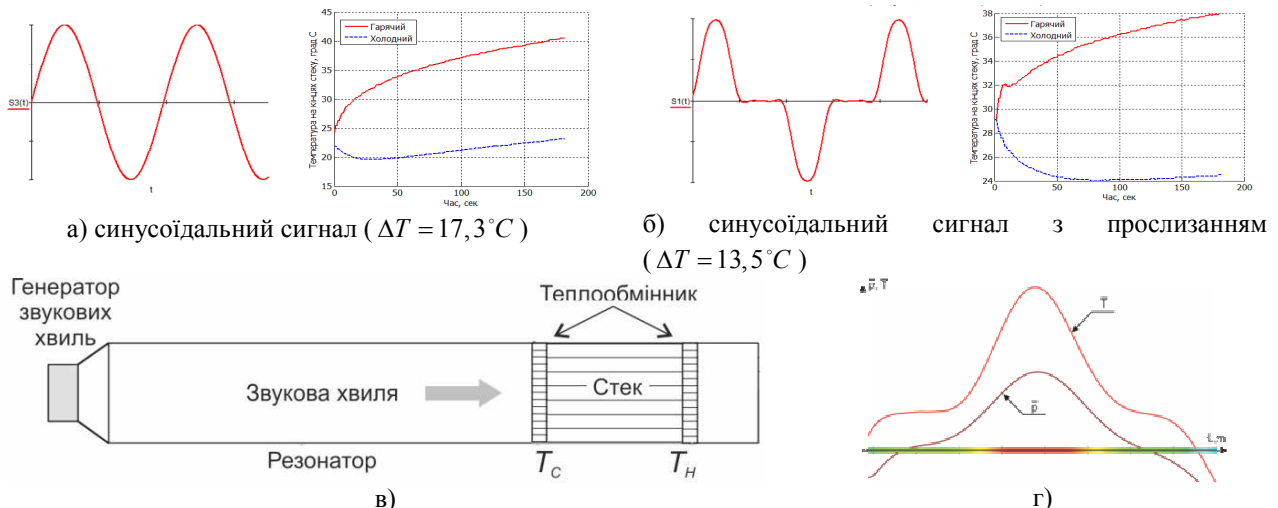 S3(t)
t
Гарячий
Холодний
Температура на кінцях стеку, град С
45
40
35
30
25
20
15
0
50
100
150
200
Час, сек
а) синусоїдальний сигнал ( ΔT = 17,3°C )
S1(t)
t
Гарячий
Холодний
Температура на кінцях стеку, град С
38
36
34
32
30
28
26
24
0
50
100
150
200
Час, сек
б) синусоїдальний сигнал з прослизанням
( ΔT = 13,5°C )
Генератор
звукових
хвиль
Теплообмінник
Звукова хвиля
Стек
Резонатор
T_C
T_H
в)
p̄, T̄
T̄
p̄
L, m
г)